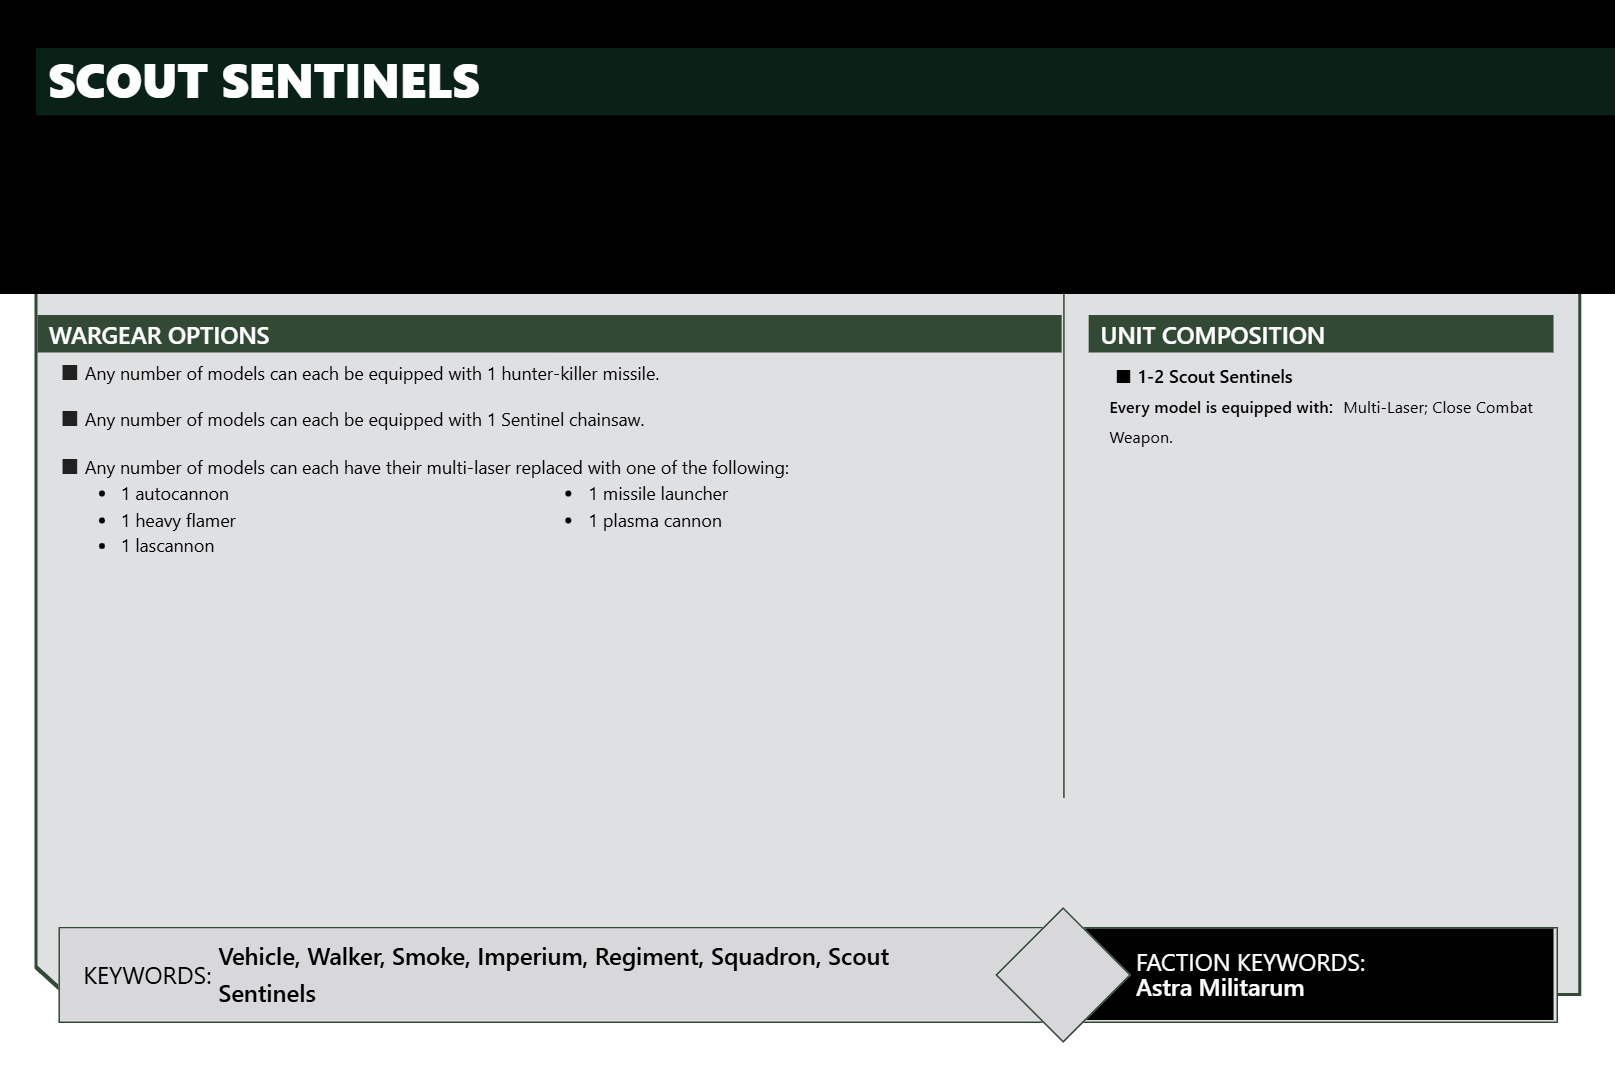 SCOUT SENTINELS
WARGEAR OPTIONS
■ Any number of models can each be equipped with 1 hunter-killer missile.
■ Any number of models can each be equipped with 1 Sentinel chainsaw.
■ Any number of models can each have their multi-laser replaced with one of the following:
• 1 autocannon
• 1 heavy flamer
• 1 lascannon
• 1 missile launcher
• 1 plasma cannon
UNIT COMPOSITION
■ 1-2 Scout Sentinels
Every model is equipped with: Multi-Laser; Close Combat
Weapon.
KEYWORDS:
Vehicle, Walker, Smoke, Imperium, Regiment, Squadron, Scout
Sentinels
FACTION KEYWORDS:
Astra Militarum